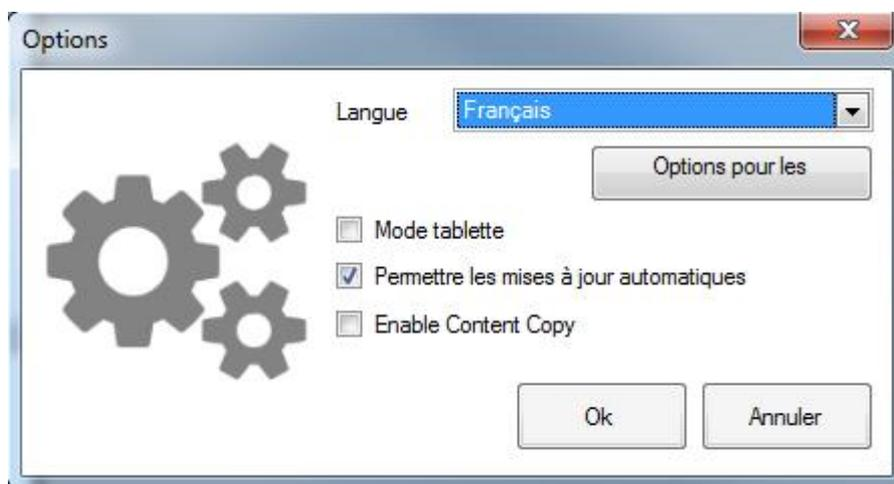 Options
Langue
Français
Options pour les
Mode tablette
Permettre les mises à jour automatiques
Enable Content Copy
Ok
Annuler